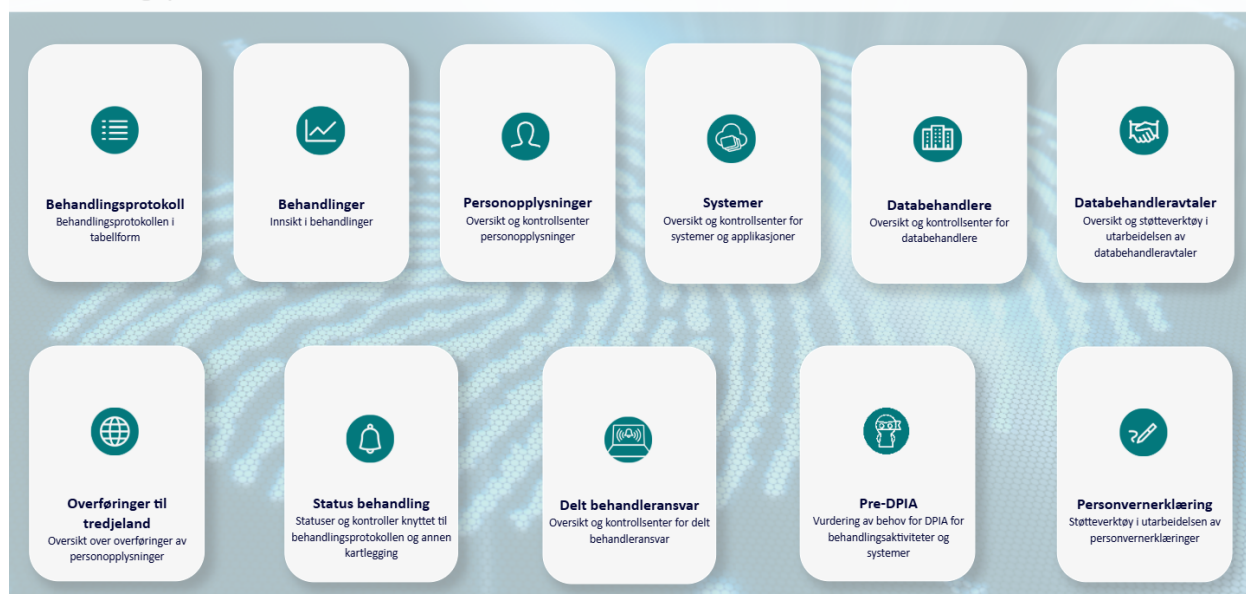 Behandlingsprotokoll
Behandlingsprotokollen i
tabellform
Behandlinger
Innsikt i behandlinger
Personopplysninger
Oversikt og kontrollsenter
personopplysninger
Systemer
Oversikt og kontrollsenter for
systemer og applikasjoner
Databehandlere
Oversikt og kontrollsenter for
databehandlere
Databehandleravtaler
Oversikt og støtteverktøy i
utarbeidelsen av
databehandleravtaler
Overføringer til
tredjeland
Oversikt over overføringer av
personopplysninger
Status behandling
Statuser og kontroller knyttet til
behandlingsprotokollen og annen
kartlegging
Delt behandleransvar
Oversikt og kontrollsenter for delt
behandleransvar
Pre-DPIA
Vurdering av behov for DPIA for
behandlingsaktiviteter og
systemer
Personvernerklæring
Støtteverktøy i utarbeidelsen av
personvernerklæringer